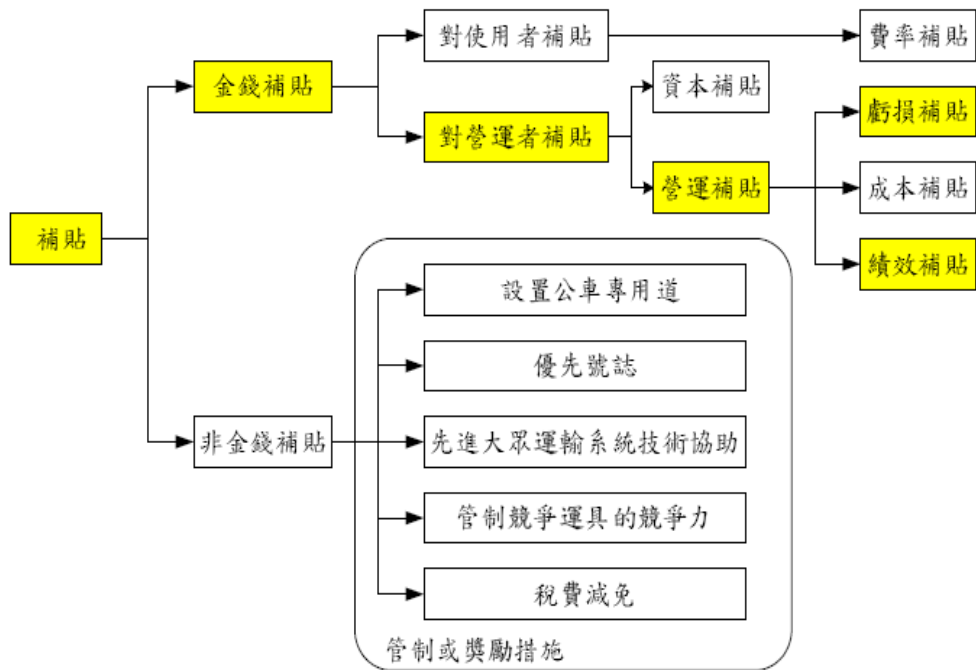 對使用者補貼
費率補貼
金錢補貼
資本補貼
虧損補貼
對營運者補貼
營運補貼
成本補貼
補貼
績效補貼
設置公車專用道
優先號誌
非金錢補貼
先進大眾運輸系統技術協助
管制競爭運具的競爭力
稅費減免
管制或獎勵措施